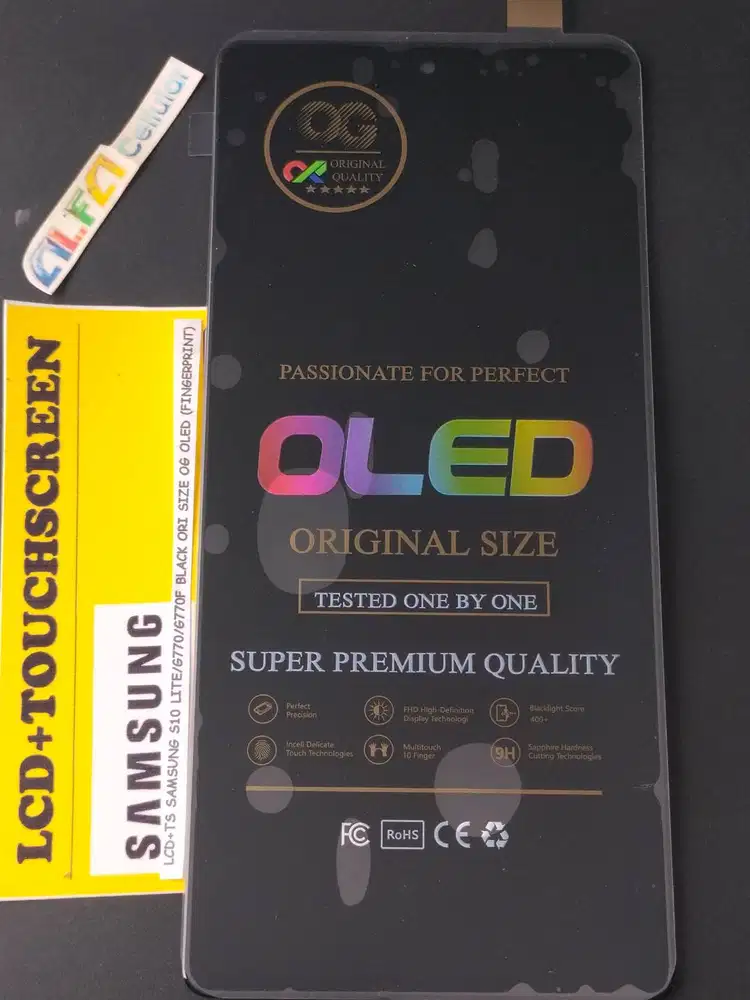 ALFA cellular
LCD+TOUCHSCREEN
SAMSUNG
LCD+TS SAMSUNG S10 LITE/G770/G770F BLACK ORI SIZE OG OLED (FINGERPRINT)
OG
ORIGINAL
QUALITY
PASSIONATE FOR PERFECT
OLED
ORIGINAL SIZE
TESTED ONE BY ONE
SUPER PREMIUM QUALITY
Perfect
Precision
FHD High-Definition
Display Technologi
Blacklight Score
400+
Incell Delicate
Touch Technologies
Multitouch
10 Finger
9H
Sapphire Hardness
Cutting Technologies
FC RoHS CE